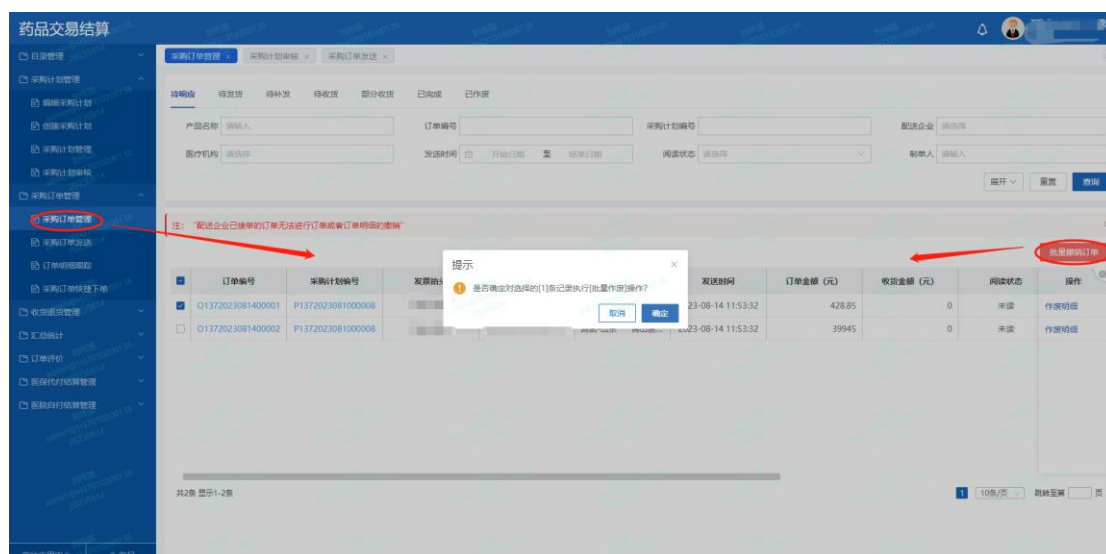 药品交易结算
目录管理
采购计划管理
编辑采购计划
创建采购计划
采购计划管理
采购计划审核
采购订单管理
采购订单管理
采购订单发送
订单明细跟踪
采购订单快捷下单
收货退货管理
汇总统计
订单评价
医保代付结算管理
医院自付结算管理
采购订单管理 × 采购计划审核 × 采购订单发送 ×
待响应 待发货 待补发 待收货 部分收货 已完成 已作废
产品名称 请输入 订单编号 采购计划编号 配送企业 请选择
医疗机构 请选择 发送时间 开始日期 至 结束日期 阅读状态 请选择 制单人 请输入
展开 重置 查询
注："配送企业已接单的订单无法进行订单或者订单明细的撤销"
批量撤销订单
订单编号 采购计划编号 发送时间 订单金额（元） 收货金额（元） 阅读状态 操作
O1372023081400001 P1372023081000008 23-08-14 11:53:32 428.85 0 未读 作废明细
O1372023081400002 P1372023081000008 2023-08-14 11:53:32 39945 0 未读 作废明细
提示 ×
是否确定对选择的[1]条记录执行[批量作废]操作?
取消 确定
共2条 显示1-2条
1 10条/页 跳转至第 页